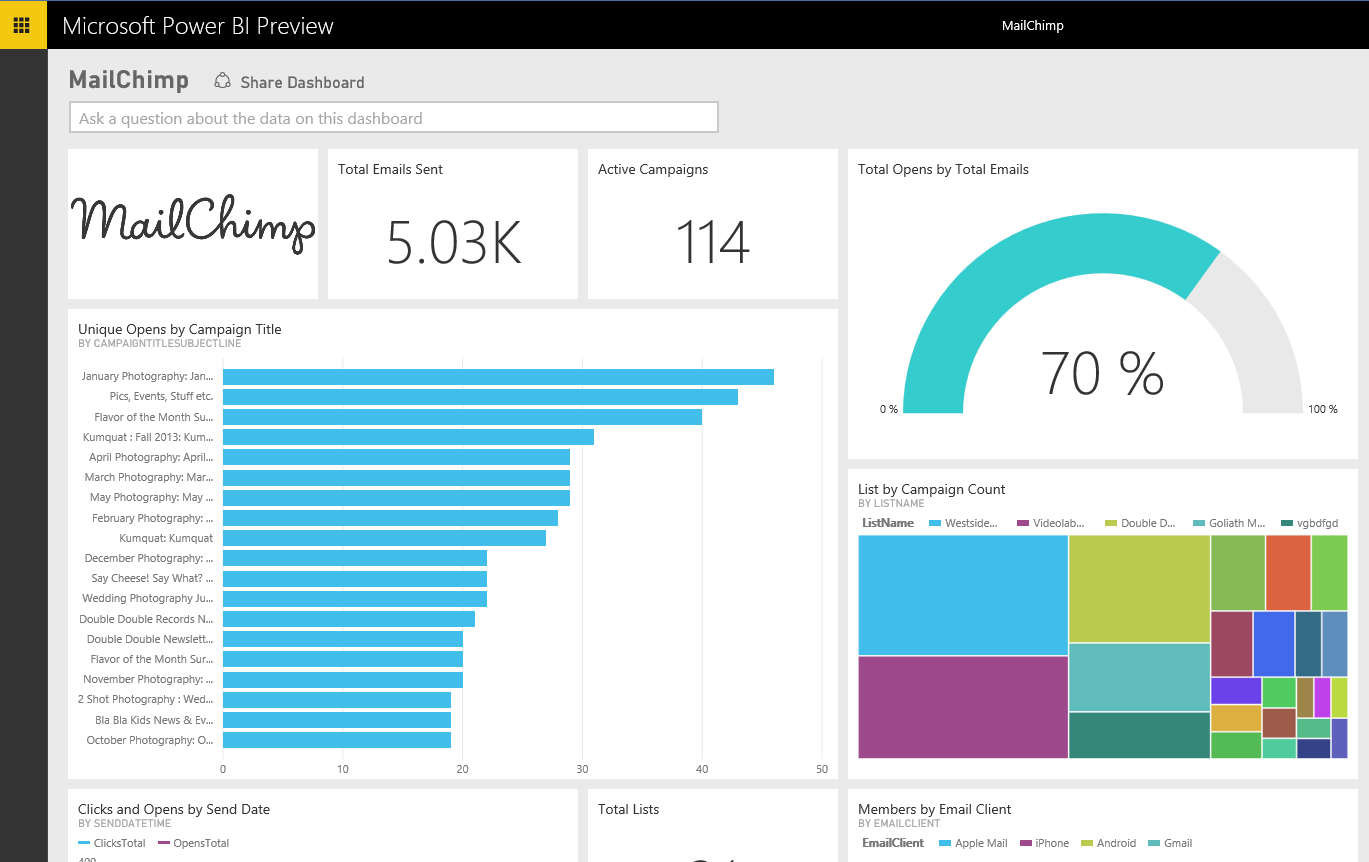 Microsoft Power BI Preview
MailChimp
MailChimp
Share Dashboard
Ask a question about the data on this dashboard
MailChimp
Total Emails Sent
5.03K
Active Campaigns
114
Total Opens by Total Emails
70 %
0 %
100 %
Unique Opens by Campaign Title
BY CAMPAIGNTITLESUBJECTLINE
January Photography: Jan...
Pics, Events, Stuff etc.
Flavor of the Month Su...
Kumquat : Fall 2013: Kum...
April Photography: April...
March Photography: Mar...
May Photography: May ...
February Photography: ...
Kumquat: Kumquat
December Photography: ...
Say Cheese! Say What? ...
Wedding Photography Ju...
Double Double Records N...
Double Double Newslett...
Flavor of the Month Sur...
November Photography: ...
2 Shot Photography : Wed...
Bla Bla Kids News & Ev...
October Photography: O...
0 10 20 30 40 50
List by Campaign Count
BY LISTNAME
ListName Westside... Videolab... Double D... Goliath M... vgbdfgd
Clicks and Opens by Send Date
BY SENDDATETIME
ClicksTotal OpensTotal
400
Total Lists
Members by Email Client
BY EMAILCLIENT
EmailClient Apple Mail iPhone Android Gmail